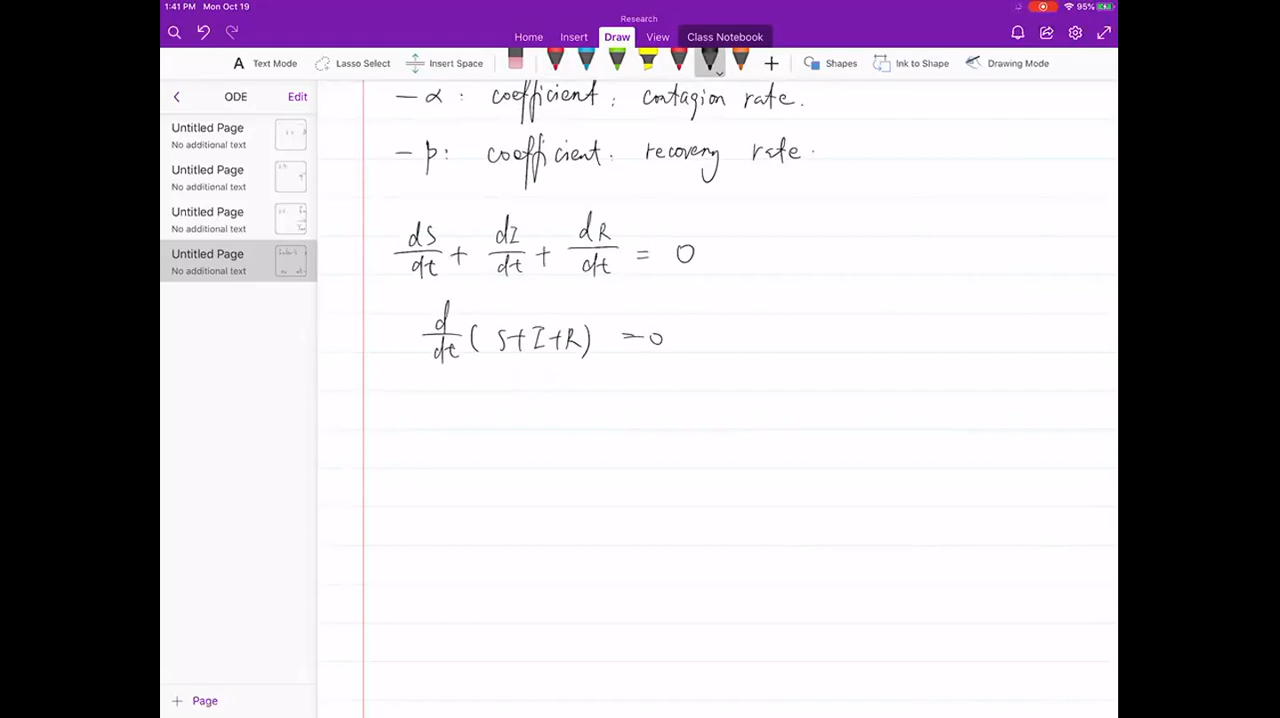 1:41 PM Mon Oct 19
95%
Research
Home Insert Draw View Class Notebook
Text Mode Lasso Select Insert Space Shapes Ink to Shape Drawing Mode
ODE Edit
Untitled Page
No additional text
Untitled Page
No additional text
Untitled Page
No additional text
Untitled Page
No additional text
Page
- α : coefficient. contagion rate.
- p: coefficient. recovery rate.
dS/dt + dI/dt + dR/dt = 0
d/dt ( S+I+R) =0